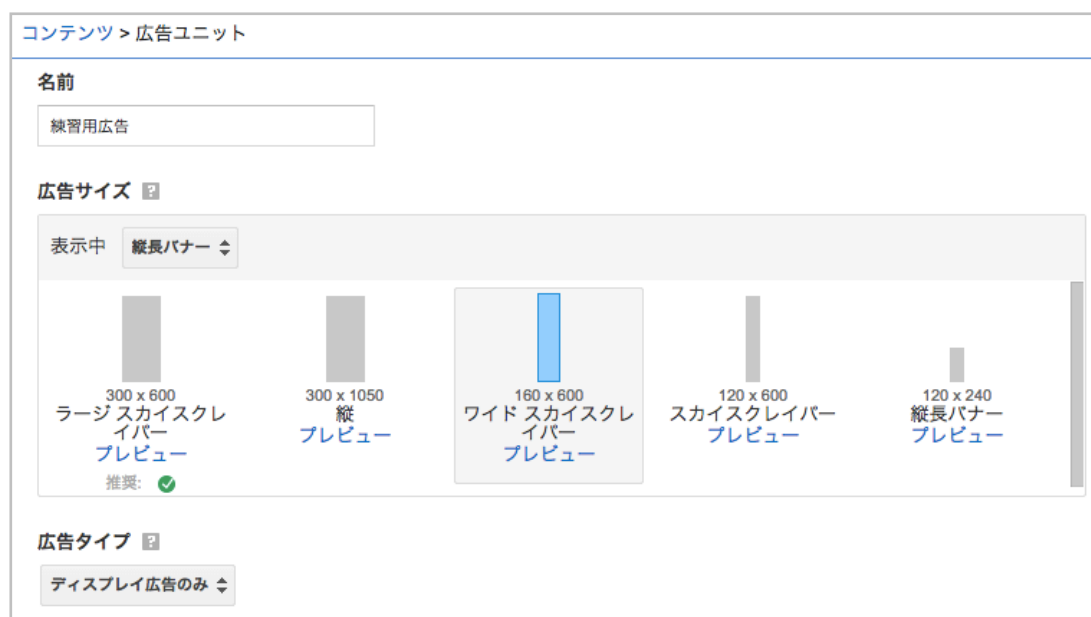 コンテンツ > 広告ユニット
名前
練習用広告
広告サイズ ?
表示中 縦長バナー
300 x 600
ラージ スカイスクレ
イパー
プレビュー
推奨:
300 x 1050
縦
プレビュー
160 x 600
ワイド スカイスクレ
イパー
プレビュー
120 x 600
スカイスクレイパー
プレビュー
120 x 240
縦長バナー
プレビュー
広告タイプ ?
ディスプレイ広告のみ